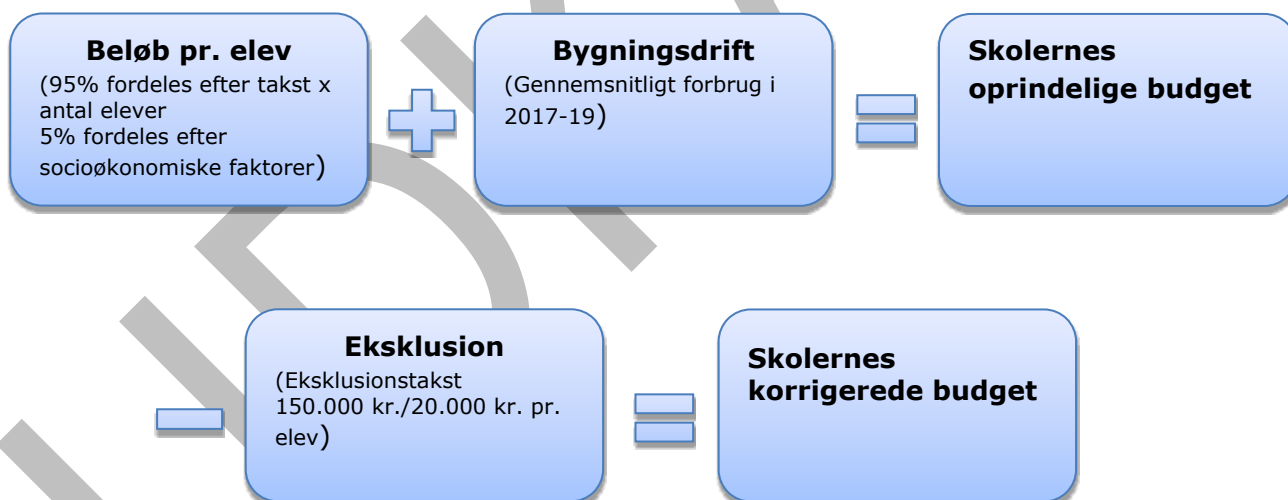 Beløb pr. elev
(95% fordeles efter takst x
antal elever
5% fordeles efter
socioøkonomiske faktorer)
Bygningsdrift
(Gennemsnitligt forbrug i
2017-19)
Skolernes
oprindelige budget
Eksklusion
(Eksklusionstakst
150.000 kr./20.000 kr. pr.
elev)
Skolernes
korrigerede budget